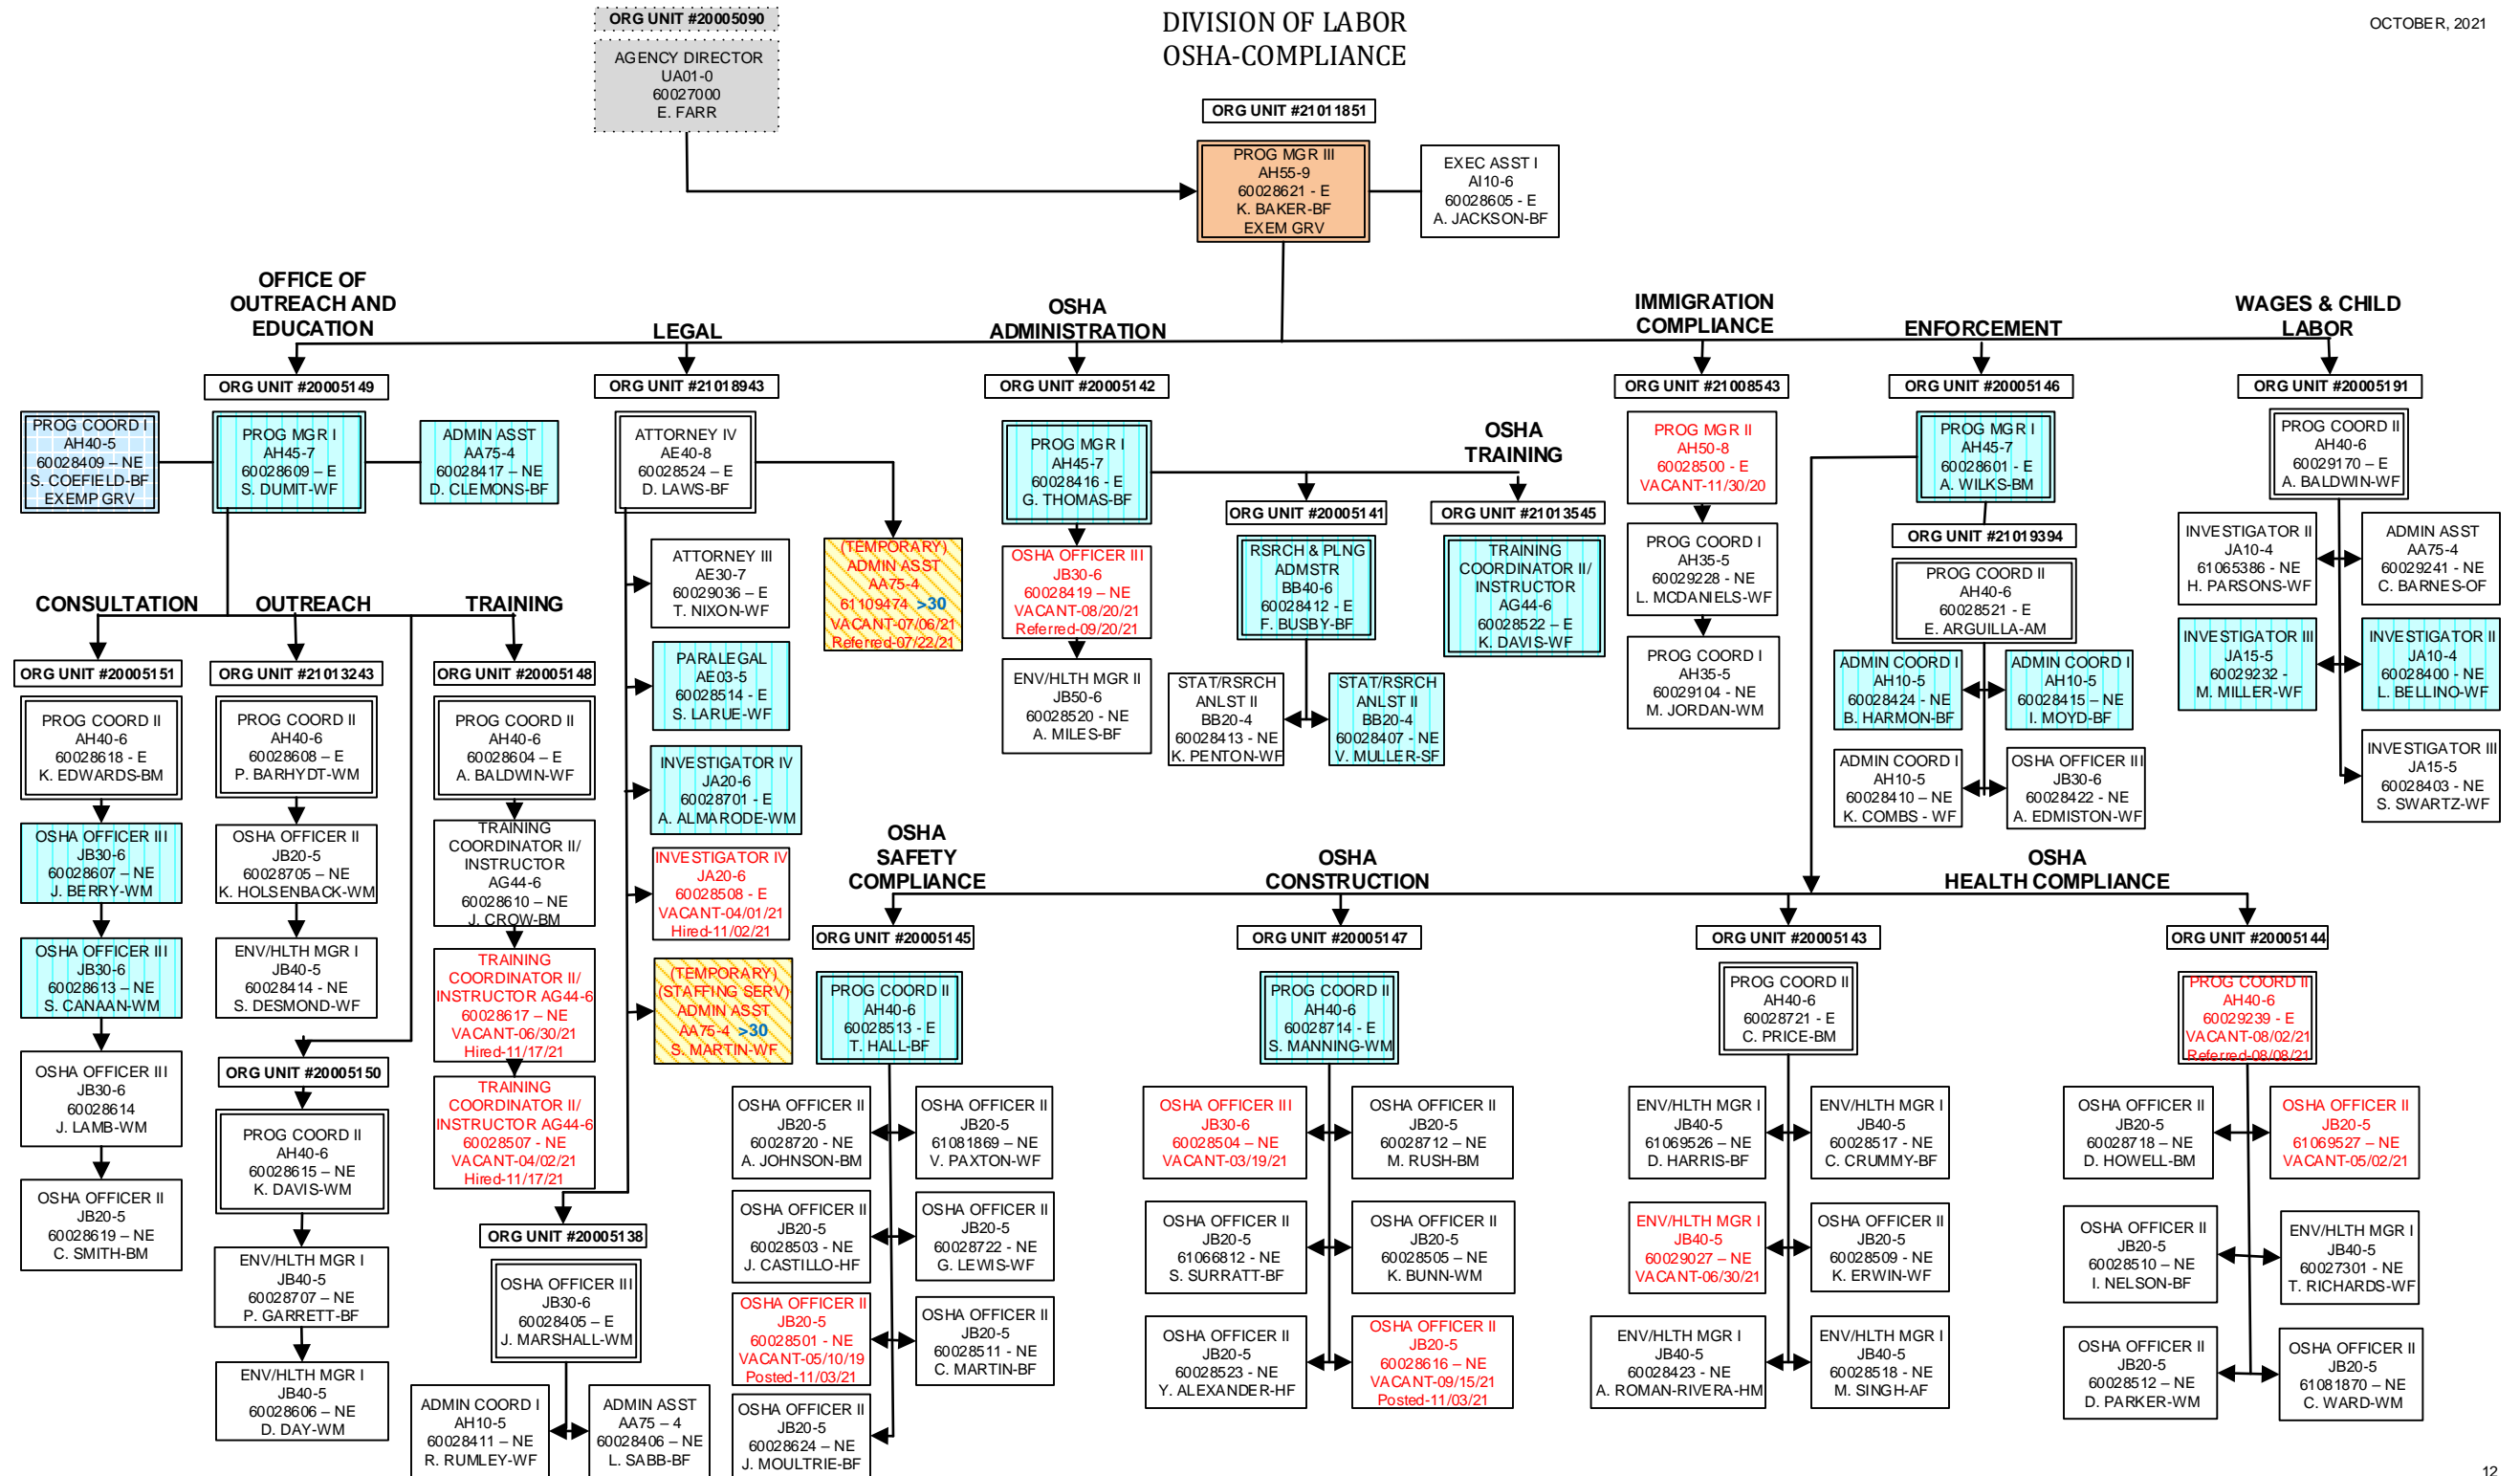 ORG UNIT #20005090
AGENCY DIRECTOR
UA01-0
60027000
E. FARR
DIVISION OF LABOR
OSHA-COMPLIANCE
OCTOBER, 2021
ORG UNIT #21011851
PROG MGR III
AH55-9
60028621 - E
K. BAKER-BF
EXEM GRV
EXEC ASST I
AI10-6
60028605 - E
A. JACKSON-BF
OFFICE OF
OUTREACH AND
EDUCATION
LEGAL
OSHA
ADMINISTRATION
IMMIGRATION
COMPLIANCE
ENFORCEMENT
WAGES & CHILD
LABOR
ORG UNIT #20005149
ORG UNIT #21018943
ORG UNIT #20005142
ORG UNIT #21008543
ORG UNIT #20005146
ORG UNIT #20005191
PROG COORD I
AH40-5
60028409 – NE
S. COEFIELD-BF
EXEMP GRV
PROG MGR I
AH45-7
60028609 – E
S. DUMIT-WF
ADMIN ASST
AA75-4
60028417 – NE
D. CLEMONS-BF
ATTORNEY IV
AE40-8
60028524 – E
D. LAWS-BF
PROG MGR I
AH45-7
60028416 - E
G. THOMAS-BF
OSHA
TRAINING
PROG MGR II
AH50-8
60028500 - E
VACANT-11/30/20
PROG MGR I
AH45-7
60028601 - E
A. WILKS-BM
PROG COORD II
AH40-6
60029170 – E
A. BALDWIN-WF
ORG UNIT #20005141
ORG UNIT #21013545
ORG UNIT #21019394
ATTORNEY III
AE30-7
60029036 – E
T. NIXON-WF
(TEMPORARY)
ADMIN ASST
AA75-4
61109474 >30
VACANT-07/06/21
Referred-07/22/21
OSHA OFFICER III
JB30-6
60028419 – NE
VACANT-08/20/21
Referred-09/20/21
RSRCH & PLNG
ADMSTR
BB40-6
60028412 - E
F. BUSBY-BF
TRAINING
COORDINATOR II/
INSTRUCTOR
AG44-6
60028522 – E
K. DAVIS-WF
PROG COORD I
AH35-5
60029228 - NE
L. MCDANIELS-WF
PROG COORD II
AH40-6
60028521 - E
E. ARGUILLA-AM
INVESTIGATOR II
JA10-4
61065386 - NE
H. PARSONS-WF
ADMIN ASST
AA75-4
60029241 - NE
C. BARNES-OF
CONSULTATION
OUTREACH
TRAINING
ORG UNIT #20005151
ORG UNIT #21013243
ORG UNIT #20005148
PARALEGAL
AE03-5
60028514 - E
S. LARUE-WF
ENV/HLTH MGR II
JB50-6
60028520 - NE
A. MILES-BF
STAT/RSRCH
ANLST II
BB20-4
60028413 - NE
K. PENTON-WF
STAT/RSRCH
ANLST II
BB20-4
60028407 - NE
V. MULLER-SF
PROG COORD I
AH35-5
60029104 - NE
M. JORDAN-WM
ADMIN COORD I
AH10-5
60028424 - NE
B. HARMON-BF
ADMIN COORD I
AH10-5
60028415 – NE
I. MOYD-BF
INVESTIGATOR III
JA15-5
60029232 -
M. MILLER-WF
INVESTIGATOR II
JA10-4
60028400 - NE
L. BELLINO-WF
PROG COORD II
AH40-6
60028618 - E
K. EDWARDS-BM
PROG COORD II
AH40-6
60028608 – E
P. BARHYDT-WM
PROG COORD II
AH40-6
60028604 – E
A. BALDWIN-WF
INVESTIGATOR IV
JA20-6
60028701 - E
A. ALMARODE-WM
ADMIN COORD I
AH10-5
60028410 – NE
K. COMBS - WF
OSHA OFFICER III
JB30-6
60028422 - NE
A. EDMISTON-WF
INVESTIGATOR III
JA15-5
60028403 - NE
S. SWARTZ-WF
OSHA OFFICER III
JB30-6
60028607 – NE
J. BERRY-WM
OSHA OFFICER II
JB20-5
60028705 – NE
K. HOLSENBACK-WM
TRAINING
COORDINATOR II/
INSTRUCTOR
AG44-6
60028610 – NE
J. CROW-BM
INVESTIGATOR IV
JA20-6
60028508 - E
VACANT-04/01/21
Hired-11/02/21
OSHA
SAFETY
COMPLIANCE
OSHA
CONSTRUCTION
OSHA
HEALTH COMPLIANCE
ORG UNIT #20005145
ORG UNIT #20005147
ORG UNIT #20005143
ORG UNIT #20005144
OSHA OFFICER III
JB30-6
60028613 – NE
S. CANAAN-WM
ENV/HLTH MGR I
JB40-5
60028414 - NE
S. DESMOND-WF
TRAINING
COORDINATOR II/
INSTRUCTOR AG44-6
60028617 – NE
VACANT-06/30/21
Hired-11/17/21
(TEMPORARY)
(STAFFING SERV)
ADMIN ASST
AA75-4 >30
S. MARTIN-WF
PROG COORD II
AH40-6
60028513 - E
T. HALL-BF
PROG COORD II
AH40-6
60028714 – E
S. MANNING-WM
PROG COORD II
AH40-6
60028721 - E
C. PRICE-BM
PROG COORD II
AH40-6
60029239 - E
VACANT-08/02/21
Referred-08/08/21
OSHA OFFICER III
JB30-6
60028614
J. LAMB-WM
ORG UNIT #20005150
TRAINING
COORDINATOR II/
INSTRUCTOR AG44-6
60028507 - NE
VACANT-04/02/21
Hired-11/17/21
OSHA OFFICER II
JB20-5
60028720 - NE
A. JOHNSON-BM
OSHA OFFICER II
JB20-5
61081869 – NE
V. PAXTON-WF
OSHA OFFICER III
JB30-6
60028504 – NE
VACANT-03/19/21
OSHA OFFICER II
JB20-5
60028712 – NE
M. RUSH-BM
ENV/HLTH MGR I
JB40-5
61069526 – NE
D. HARRIS-BF
ENV/HLTH MGR I
JB40-5
60028517 - NE
C. CRUMMY-BF
OSHA OFFICER II
JB20-5
60028718 – NE
D. HOWELL-BM
OSHA OFFICER II
JB20-5
61069527 – NE
VACANT-05/02/21
PROG COORD II
AH40-6
60028615 – NE
K. DAVIS-WM
OSHA OFFICER II
JB20-5
60028619 – NE
C. SMITH-BM
ORG UNIT #20005138
OSHA OFFICER II
JB20-5
60028503 - NE
J. CASTILLO-HF
OSHA OFFICER II
JB20-5
60028722 - NE
G. LEWIS-WF
OSHA OFFICER II
JB20-5
61066812 – NE
S. SURRATT-BF
OSHA OFFICER II
JB20-5
60028505 – NE
K. BUNN-WM
ENV/HLTH MGR I
JB40-5
60029027 – NE
VACANT-06/30/21
OSHA OFFICER II
JB20-5
60028509 - NE
K. ERWIN-WF
OSHA OFFICER II
JB20-5
60028510 – NE
I. NELSON-BF
ENV/HLTH MGR I
JB40-5
60027301 - NE
T. RICHARDS-WF
ENV/HLTH MGR I
JB40-5
60028707 – NE
P. GARRETT-BF
OSHA OFFICER III
JB30-6
60028405 – E
J. MARSHALL-WM
OSHA OFFICER II
JB20-5
60028501 - NE
VACANT-05/10/19
Posted-11/03/21
OSHA OFFICER II
JB20-5
60028511 - NE
C. MARTIN-BF
OSHA OFFICER II
JB20-5
60028523 - NE
Y. ALEXANDER-HF
OSHA OFFICER II
JB20-5
60028616 – NE
VACANT-09/15/21
Posted-11/03/21
ENV/HLTH MGR I
JB40-5
60028423 - NE
A. ROMAN-RIVERA-HM
ENV/HLTH MGR I
JB40-5
60028518 - NE
M. SINGH-AF
OSHA OFFICER II
JB20-5
60028512 – NE
D. PARKER-WM
OSHA OFFICER II
JB20-5
61081870 – NE
C. WARD-WM
ENV/HLTH MGR I
JB40-5
60028606 – NE
D. DAY-WM
ADMIN COORD I
AH10-5
60028411 – NE
R. RUMLEY-WF
ADMIN ASST
AA75 – 4
60028406 – NE
L. SABB-BF
OSHA OFFICER II
JB20-5
60028624 – NE
J. MOULTRIE-BF
12